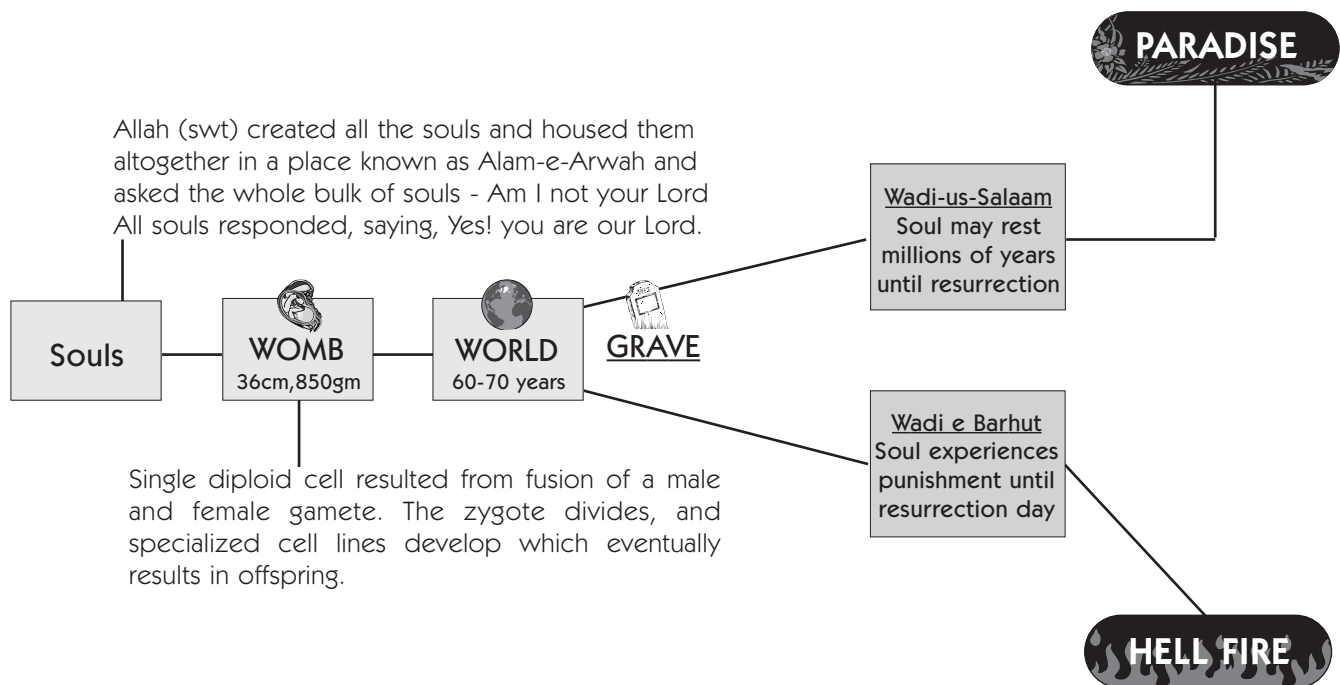 PARADISE
Allah (swt) created all the souls and housed them
altogether in a place known as Alam-e-Arwah and
asked the whole bulk of souls - Am I not your Lord
All souls responded, saying, Yes! you are our Lord.
Wadi-us-Salaam
Soul may rest
millions of years
until resurrection
Souls
WOMB
36cm,850gm
WORLD
60-70 years
GRAVE
Wadi e Barhut
Soul experiences
punishment until
resurrection day
Single diploid cell resulted from fusion of a male
and female gamete. The zygote divides, and
specialized cell lines develop which eventually
results in offspring.
HELL FIRE